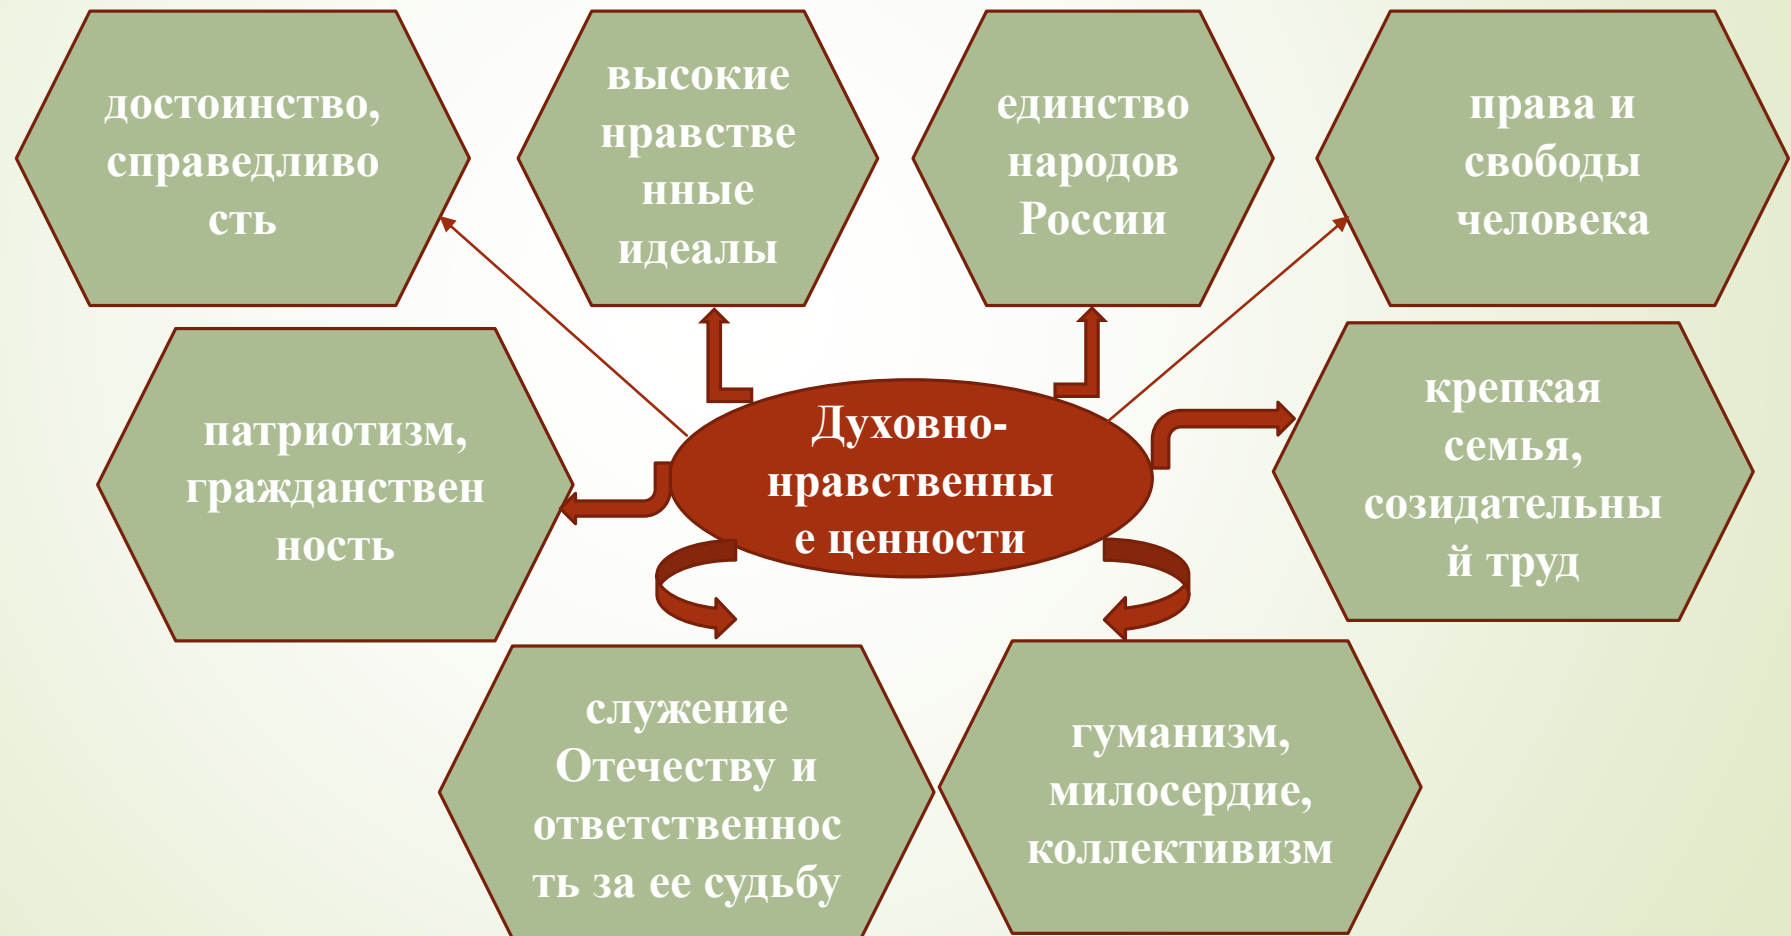 достоинство,
справедливо
сть
высокие
нравстве
нные
идеалы
единство
народов
России
права и
свободы
человека
патриотизм,
гражданствен
ность
Духовно-
нравственны
е ценности
крепкая
семья,
созидательны
й труд
служение
Отечеству и
ответственнос
ть за ее судьбу
гуманизм,
милосердие,
коллективизм